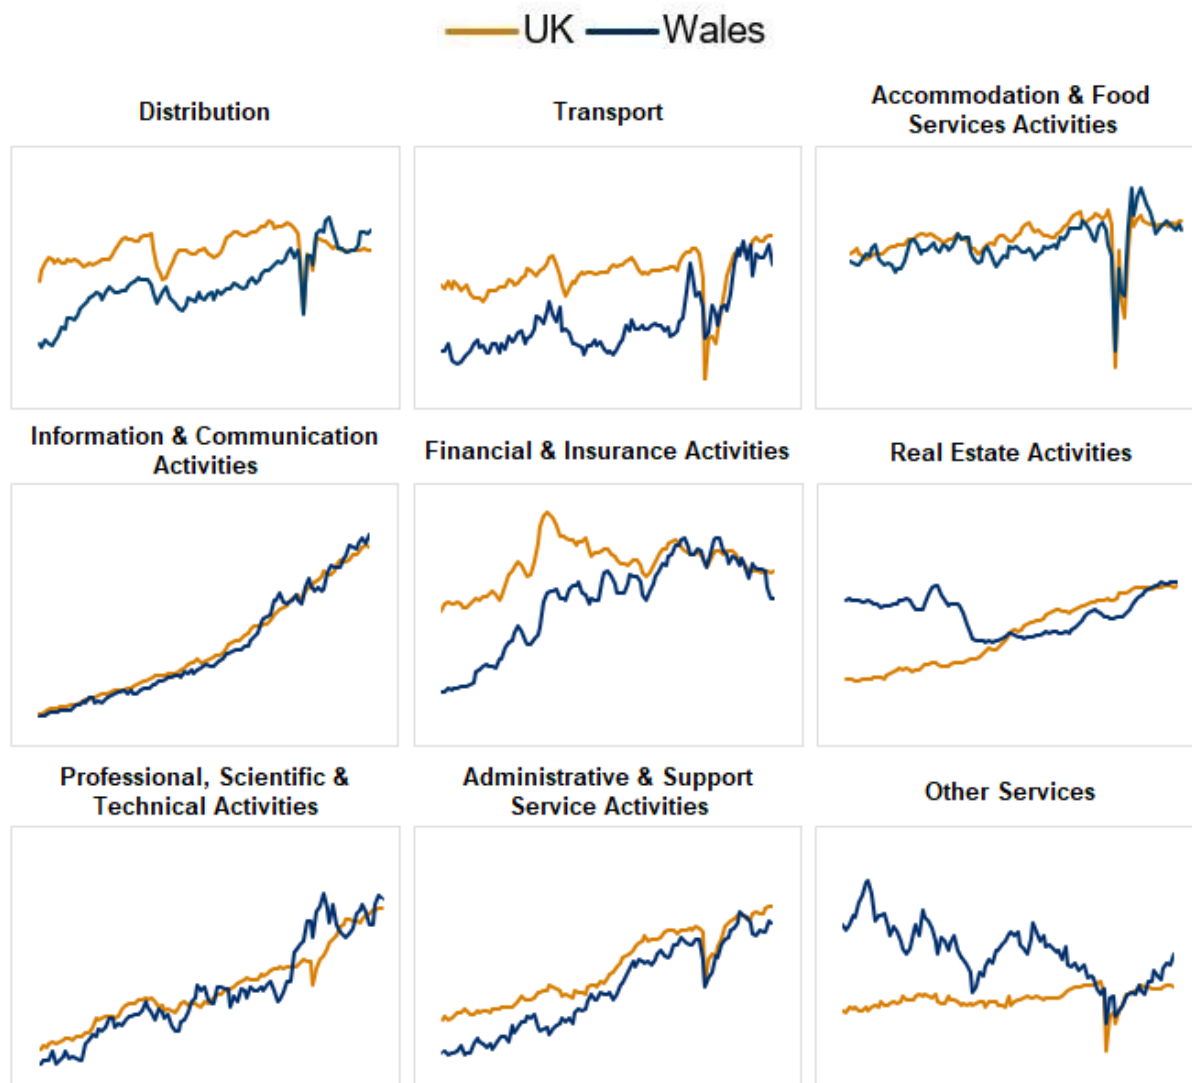 UK Wales
Distribution
Transport
Accommodation & Food
Services Activities
Information & Communication
Activities
Financial & Insurance Activities
Real Estate Activities
Professional, Scientific &
Technical Activities
Administrative & Support
Service Activities
Other Services